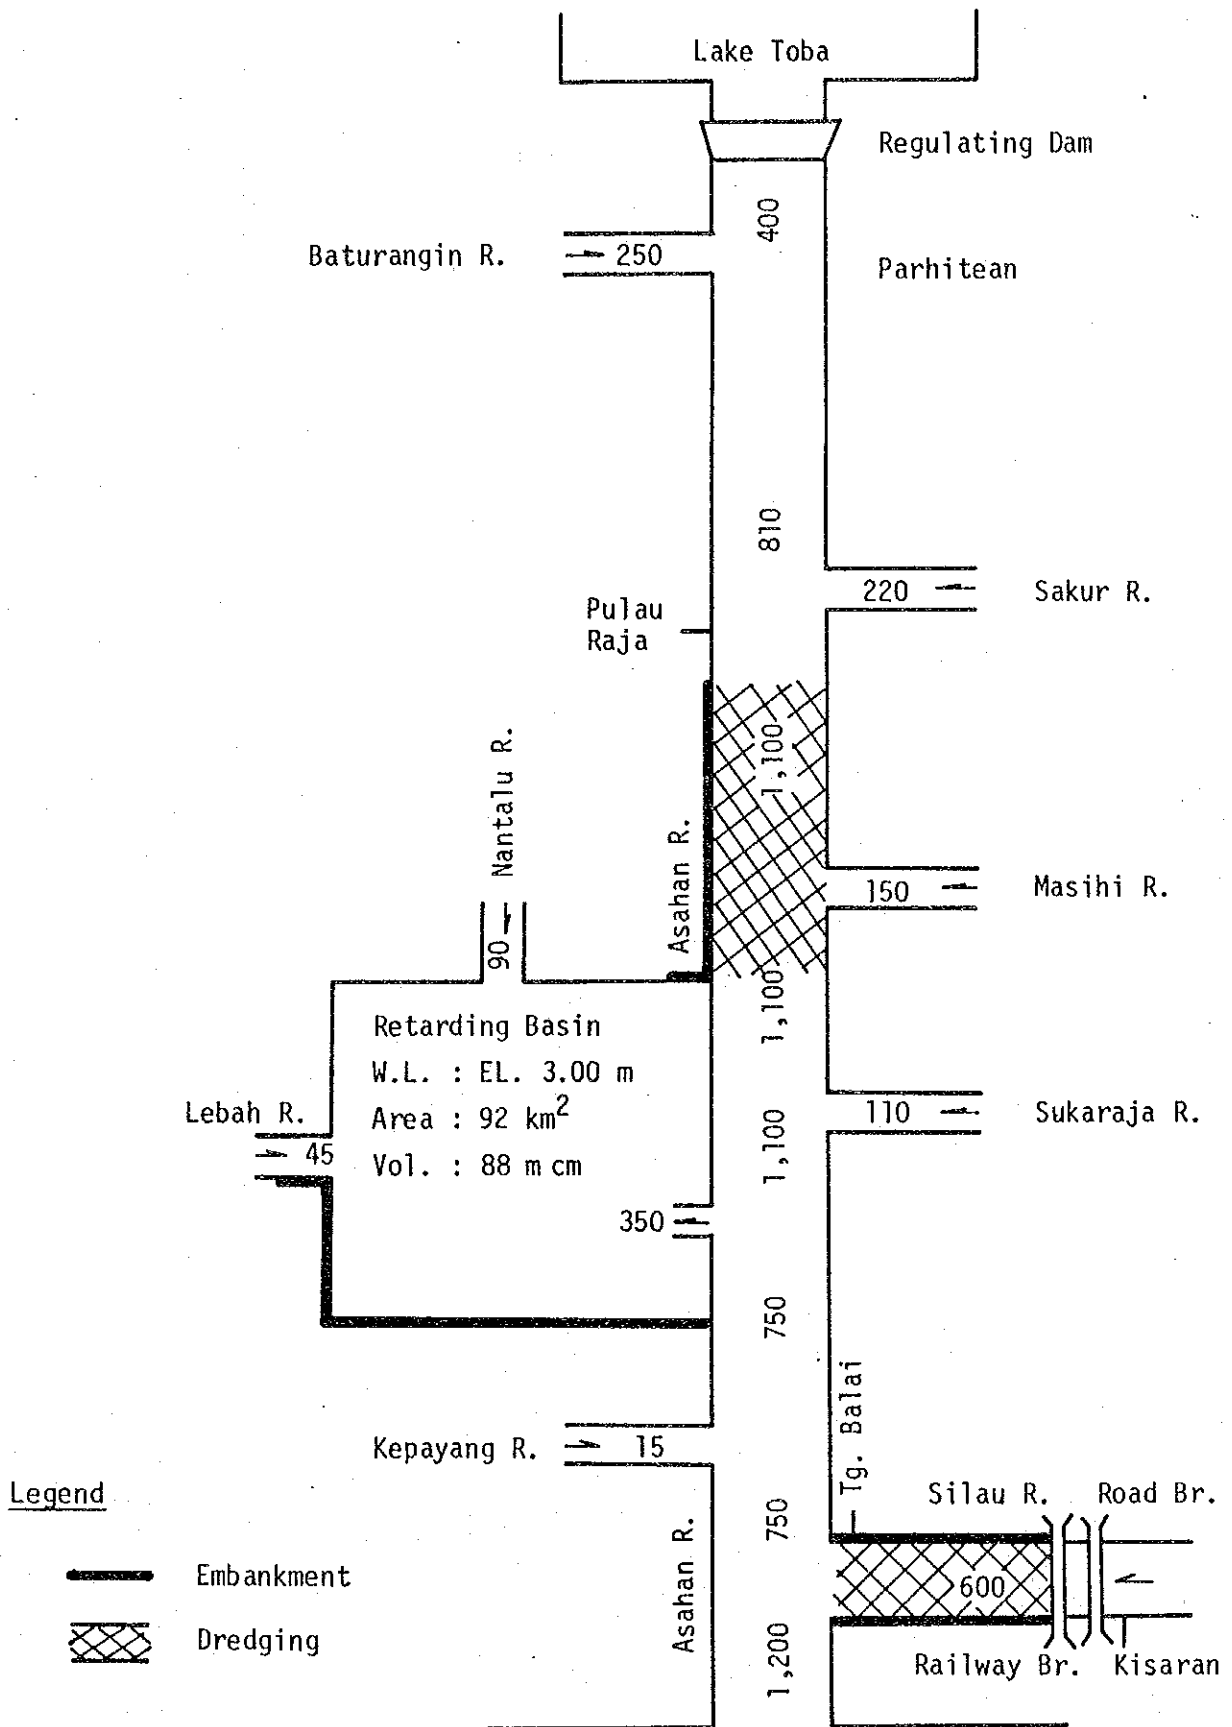 Lake Toba
Regulating Dam
400
Baturangin R.
250
Parhitean
810
220
Sakur R.
Pulau
Raja
1,100
Nantalu R.
Asahan R.
150
Masihi R.
90
1,100
Retarding Basin
W.L. : EL. 3.00 m
Area : 92 km²
Vol. : 88 m cm
Lebah R.
45
1,100
110
Sukaraja R.
350
750
Tg. Balai
Kepayang R.
15
Legend
Embankment
Dredging
Asahan R.
750
Silau R.
Road Br.
600
1,200
Railway Br.
Kisaran